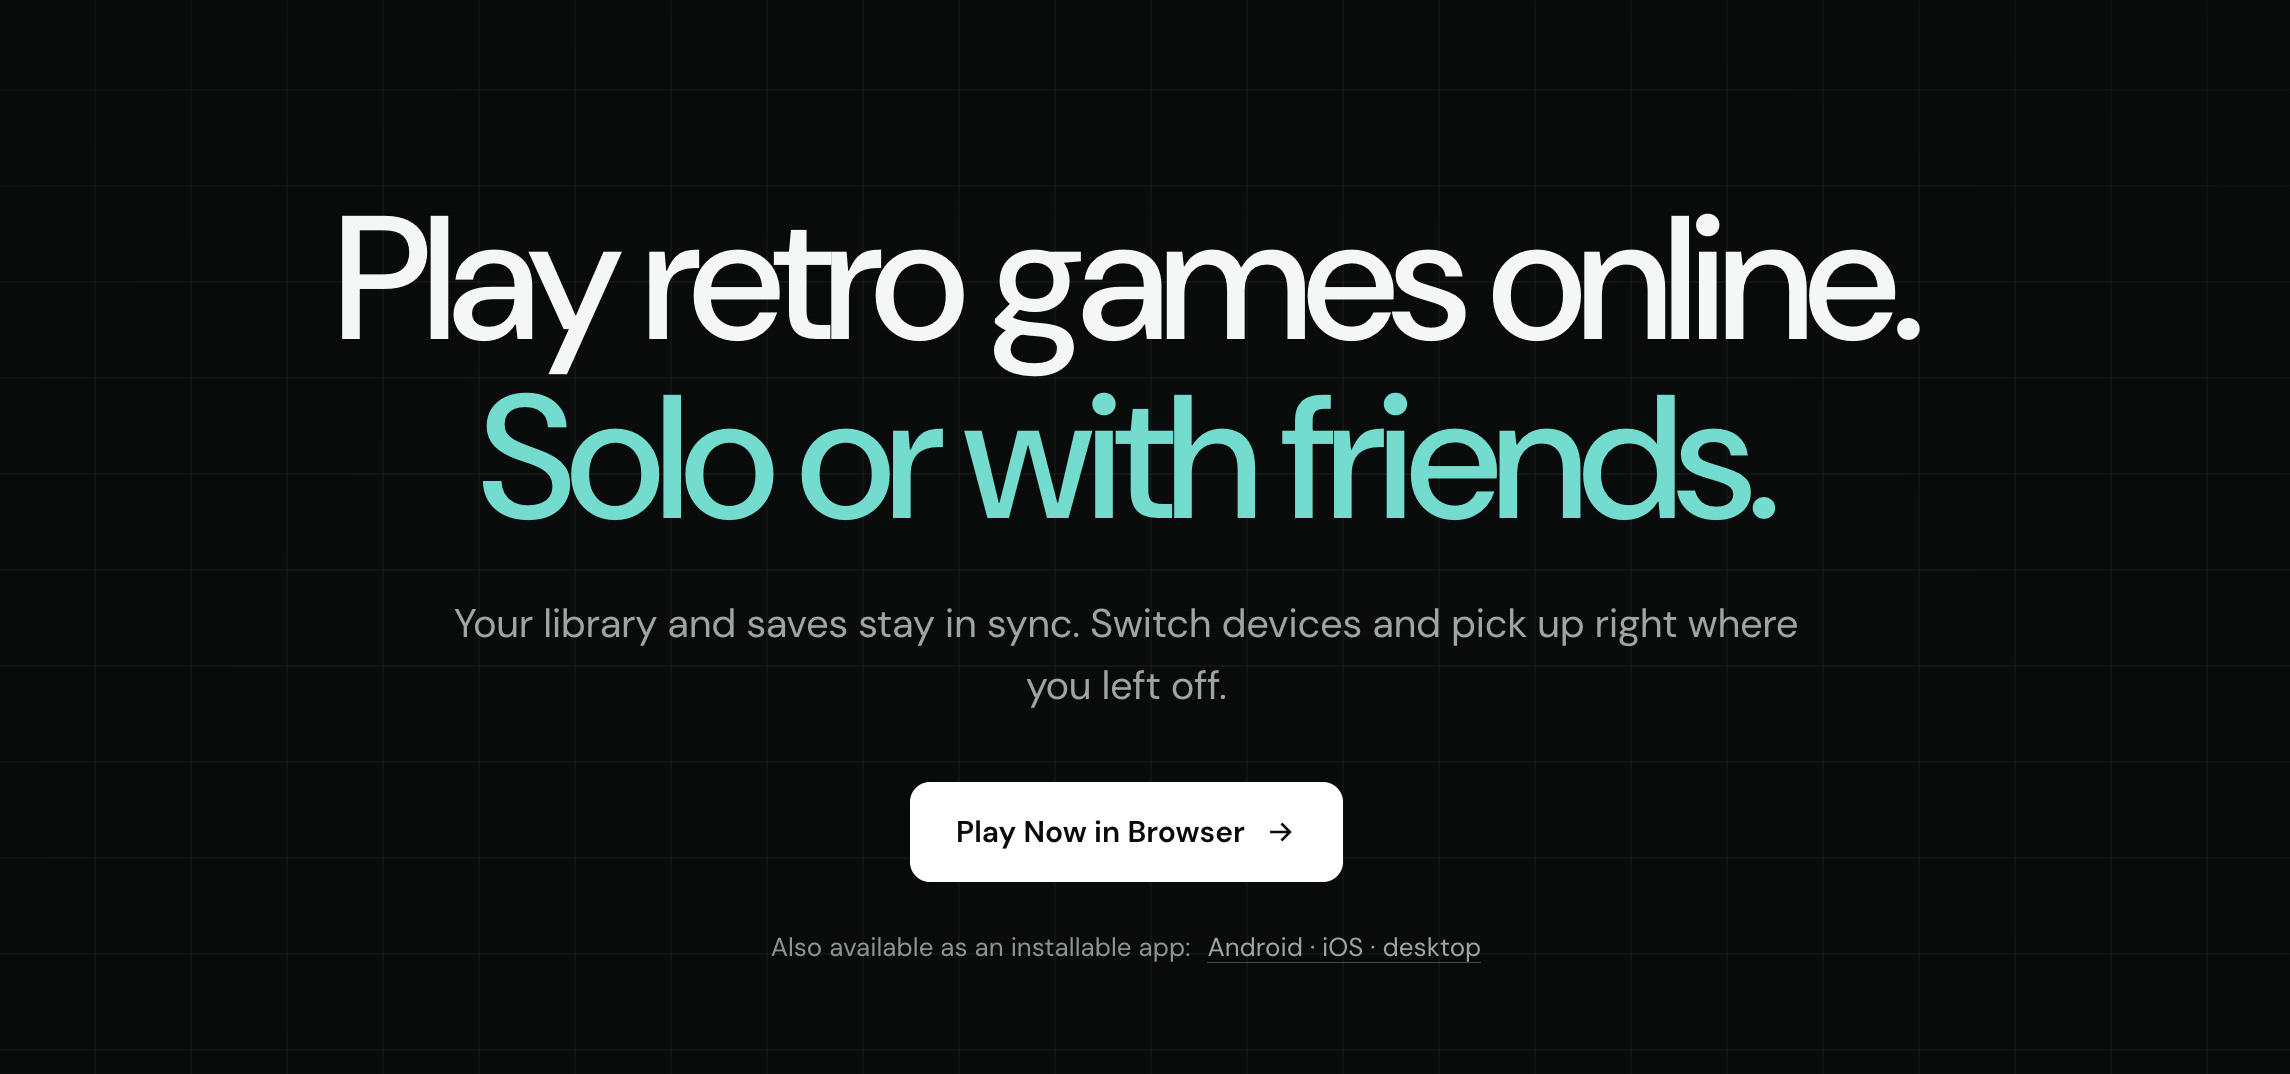 Play retro games online.
Solo or with friends.
Your library and saves stay in sync. Switch devices and pick up right where
you left off.
Play Now in Browser →
Also available as an installable app: Android · iOS · desktop